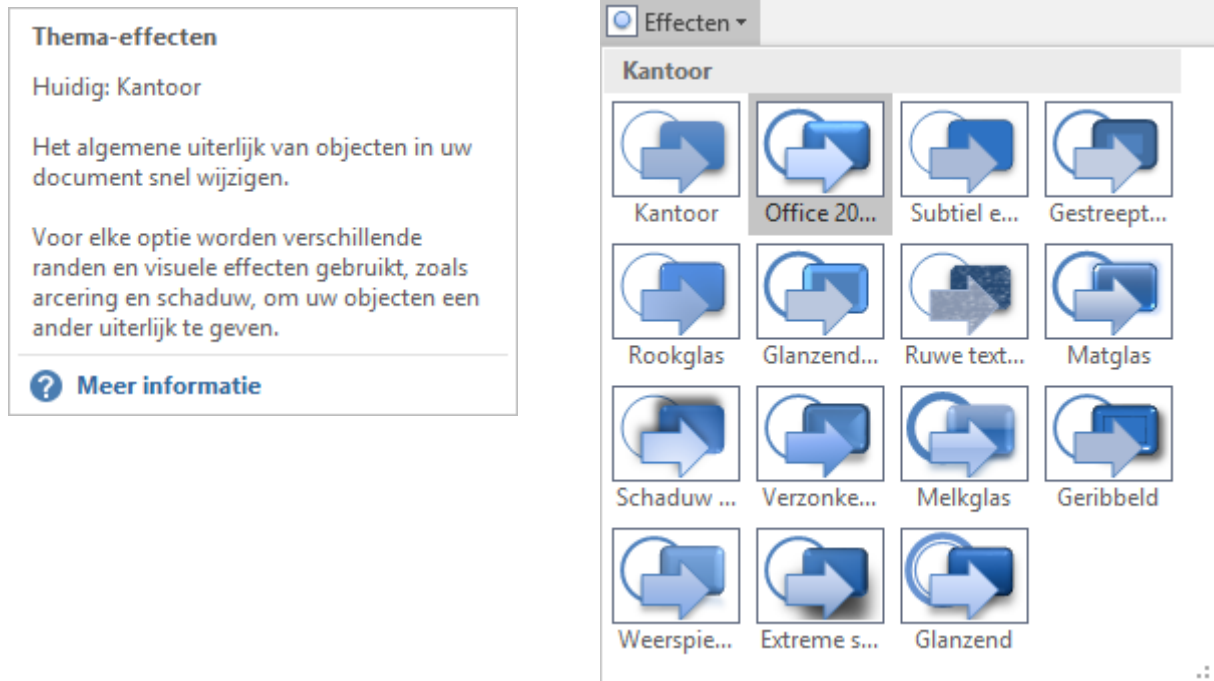 Thema-effecten
Huidig: Kantoor
Het algemene uiterlijk van objecten in uw
document snel wijzigen.
Voor elke optie worden verschillende
randen en visuele effecten gebruikt, zoals
arcering en schaduw, om uw objecten een
ander uiterlijk te geven.
? Meer informatie
Effecten
Kantoor
Kantoor Office 20... Subtiel e... Gestreept...
Rookglas Glanzend... Ruwe text... Matglas
Schaduw ... Verzonke... Melkglas Geribbeld
Weerspie... Extreme s... Glanzend